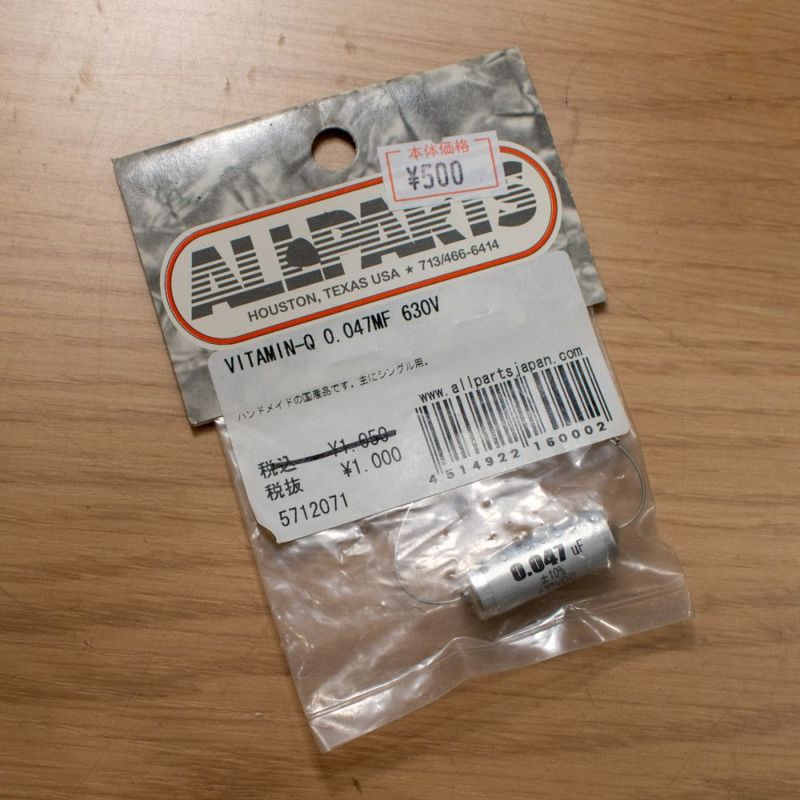 本体価格
¥500
ALLPARTS
HOUSTON, TEXAS USA ★ 713/466-6414
VITAMIN-Q 0.047MF 630V
ハンドメイドの国産品です。主にシングル用。
www.allpartsjapan.com
税込 ¥1.050
税抜 ¥1.000
4514922 150002
5712071
0.047 uF
±10%